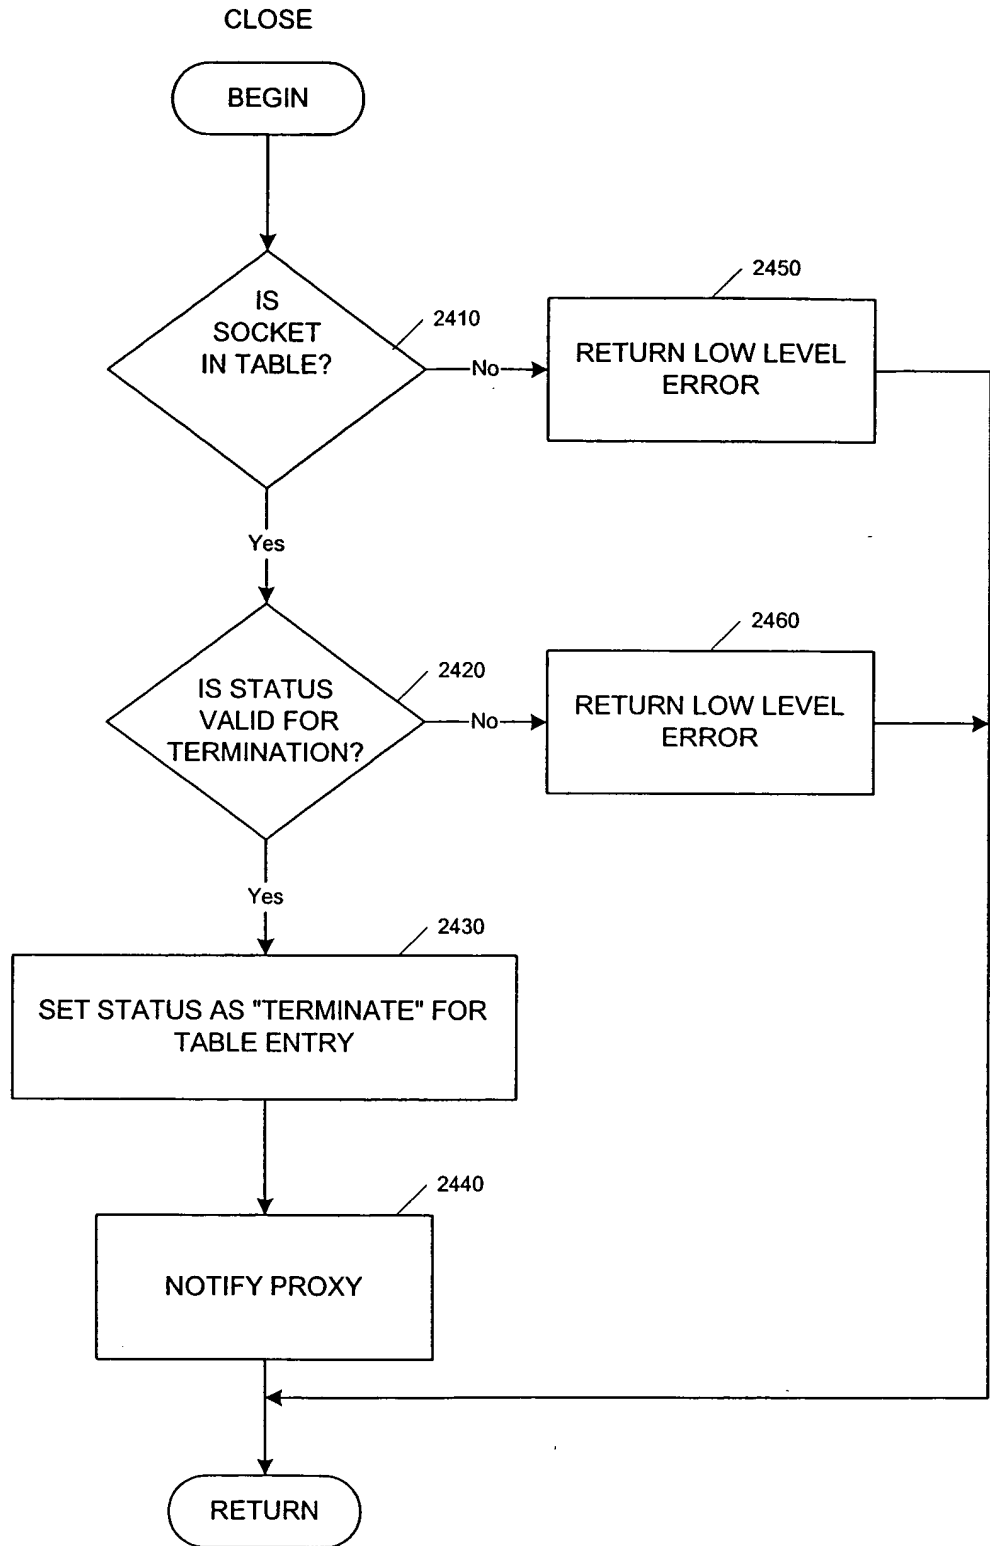 CLOSE
BEGIN
IS
SOCKET
IN TABLE?
2410
No
2450
RETURN LOW LEVEL
ERROR
Yes
IS STATUS
VALID FOR
TERMINATION?
2420
No
2460
RETURN LOW LEVEL
ERROR
Yes
2430
SET STATUS AS "TERMINATE" FOR
TABLE ENTRY
2440
NOTIFY PROXY
RETURN